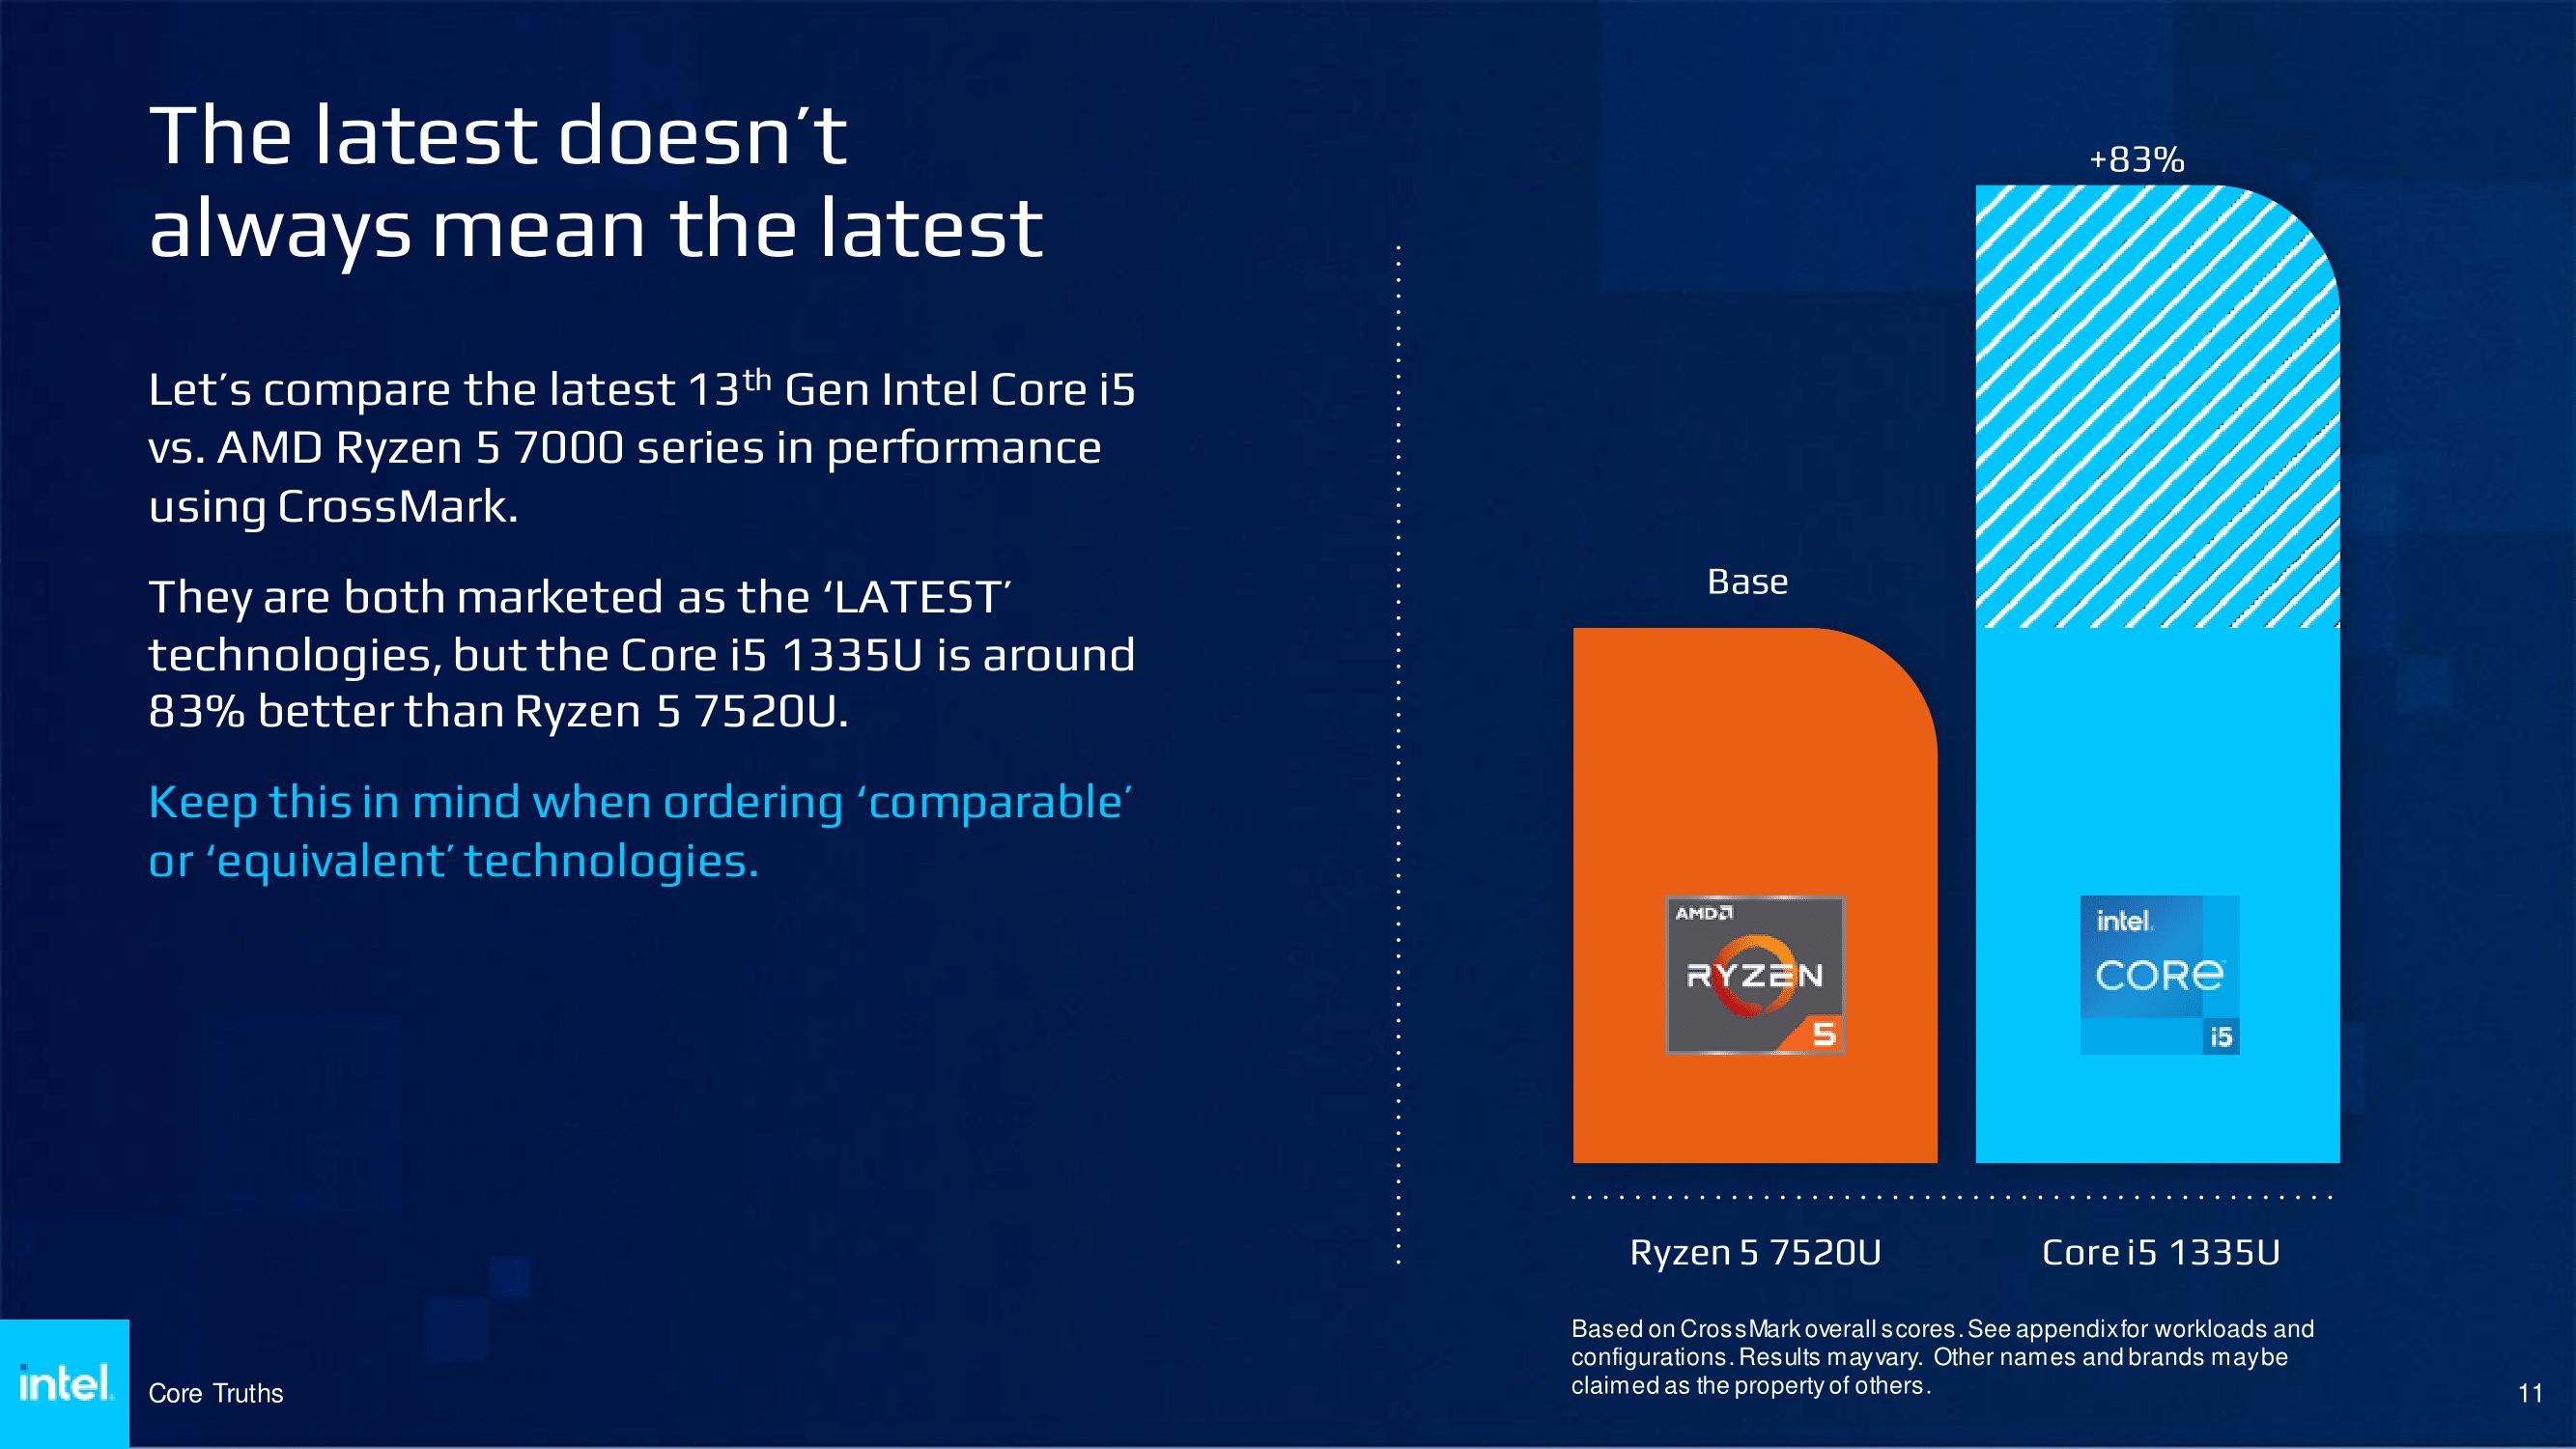 The latest doesn’t
always mean the latest
Let’s compare the latest 13th Gen Intel Core i5
vs. AMD Ryzen 5 7000 series in performance
using CrossMark.
They are both marketed as the ‘LATEST’
technologies, but the Core i5 1335U is around
83% better than Ryzen 5 7520U.
Keep this in mind when ordering ‘comparable’
or ‘equivalent’ technologies.
+83%
Base
AMD
RYZEN
5
intel.
CORe
i5
Ryzen 5 7520U
Core i5 1335U
Based on CrossMark overall scores. See appendix for workloads and
configurations. Results may vary. Other names and brands may be
claimed as the property of others.
intel.
Core Truths
11